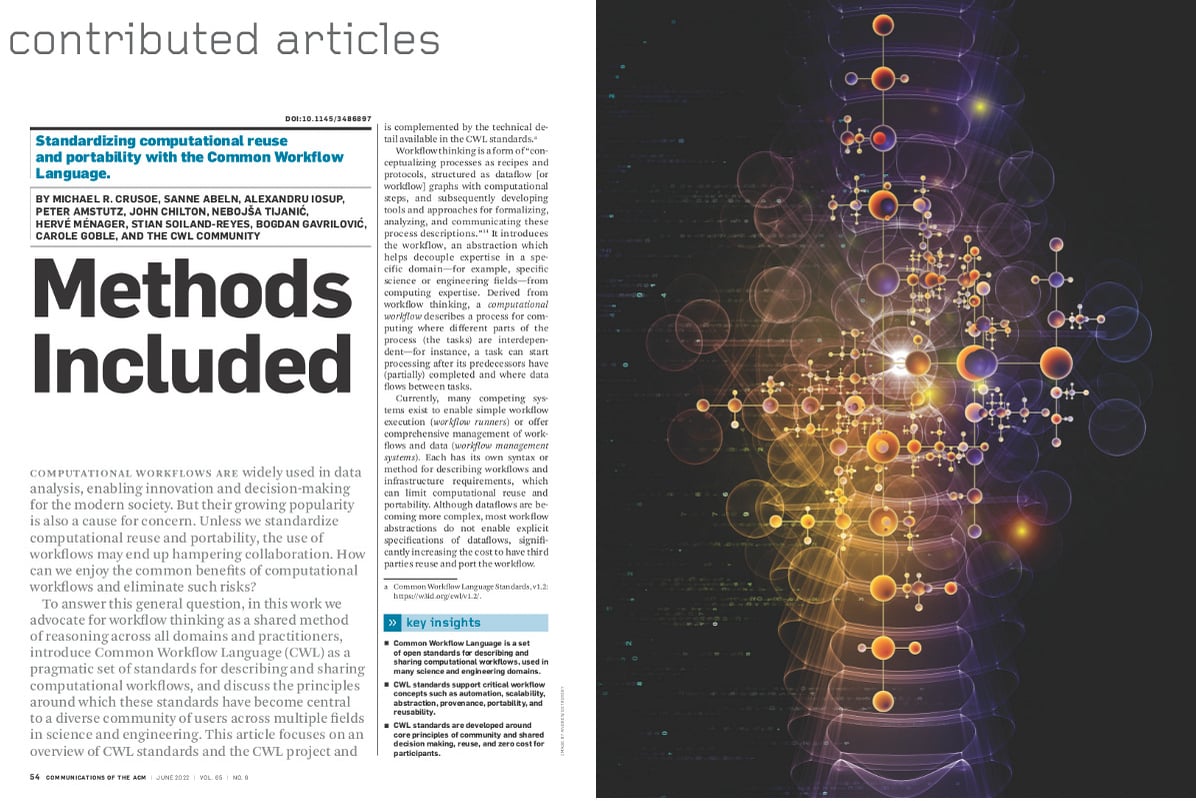 contributed articles
DOI:10.1145/3486897
Standardizing computational reuse
and portability with the Common Workflow
Language.
BY MICHAEL R. CRUSOE, SANNE ABELN, ALEXANDRU IOSUP,
PETER AMSTUTZ, JOHN CHILTON, NEBOJŠA TIJANIĆ,
HERVÉ MÉNAGER, STIAN SOILAND-REYES, BOGDAN GAVRILOVIĆ,
CAROLE GOBLE, AND THE CWL COMMUNITY
Methods
Included
COMPUTATIONAL WORKFLOWS ARE widely used in data
analysis, enabling innovation and decision-making
for the modern society. But their growing popularity
is also a cause for concern. Unless we standardize
computational reuse and portability, the use of
workflows may end up hampering collaboration. How
can we enjoy the common benefits of computational
workflows and eliminate such risks?
To answer this general question, in this work we
advocate for workflow thinking as a shared method
of reasoning across all domains and practitioners,
introduce Common Workflow Language (CWL) as a
pragmatic set of standards for describing and sharing
computational workflows, and discuss the principles
around which these standards have become central
to a diverse community of users across multiple fields
in science and engineering. This article focuses on an
overview of CWL standards and the CWL project and
is complemented by the technical de-
tail available in the CWL standards.a
Workflow thinking is a form of "con-
ceptualizing processes as recipes and
protocols, structured as dataflow [or
workflow] graphs with computational
steps, and subsequently developing
tools and approaches for formalizing,
analyzing, and communicating these
process descriptions."11 It introduces
the workflow, an abstraction which
helps decouple expertise in a spe-
cific domain—for example, specific
science or engineering fields—from
computing expertise. Derived from
workflow thinking, a computational
workflow describes a process for com-
puting where different parts of the
process (the tasks) are interdepen-
dent—for instance, a task can start
processing after its predecessors have
(partially) completed and where data
flows between tasks.
Currently, many competing sys-
tems exist to enable simple workflow
execution (workflow runners) or offer
comprehensive management of work-
flows and data (workflow management
systems). Each has its own syntax or
method for describing workflows and
infrastructure requirements, which
can limit computational reuse and
portability. Although dataflows are be-
coming more complex, most workflow
abstractions do not enable explicit
specifications of dataflows, signifi-
cantly increasing the cost to have third
parties reuse and port the workflow.
a Common Workflow Language Standards, v1.2:
https://w3id.org/cwl/v1.2/.
» key insights
■ Common Workflow Language is a set
of open standards for describing and
sharing computational workflows, used in
many science and engineering domains.
■ CWL standards support critical workflow
concepts such as automation, scalability,
abstraction, provenance, portability, and
reusability.
■ CWL standards are developed around
core principles of community and shared
decision making, reuse, and zero cost for
participants.
54 COMMUNICATIONS OF THE ACM | JUNE 2022 | VOL. 65 | NO. 6